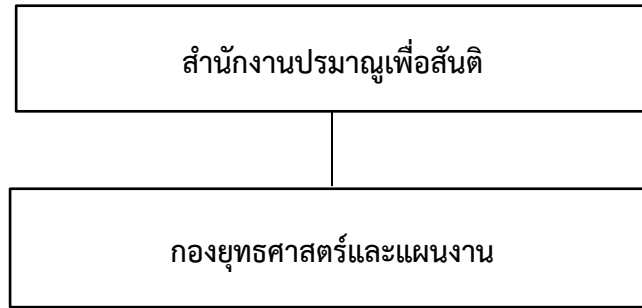 สำนักงานปรมาณูเพื่อสันติ
กองยุทธศาสตร์และแผนงาน